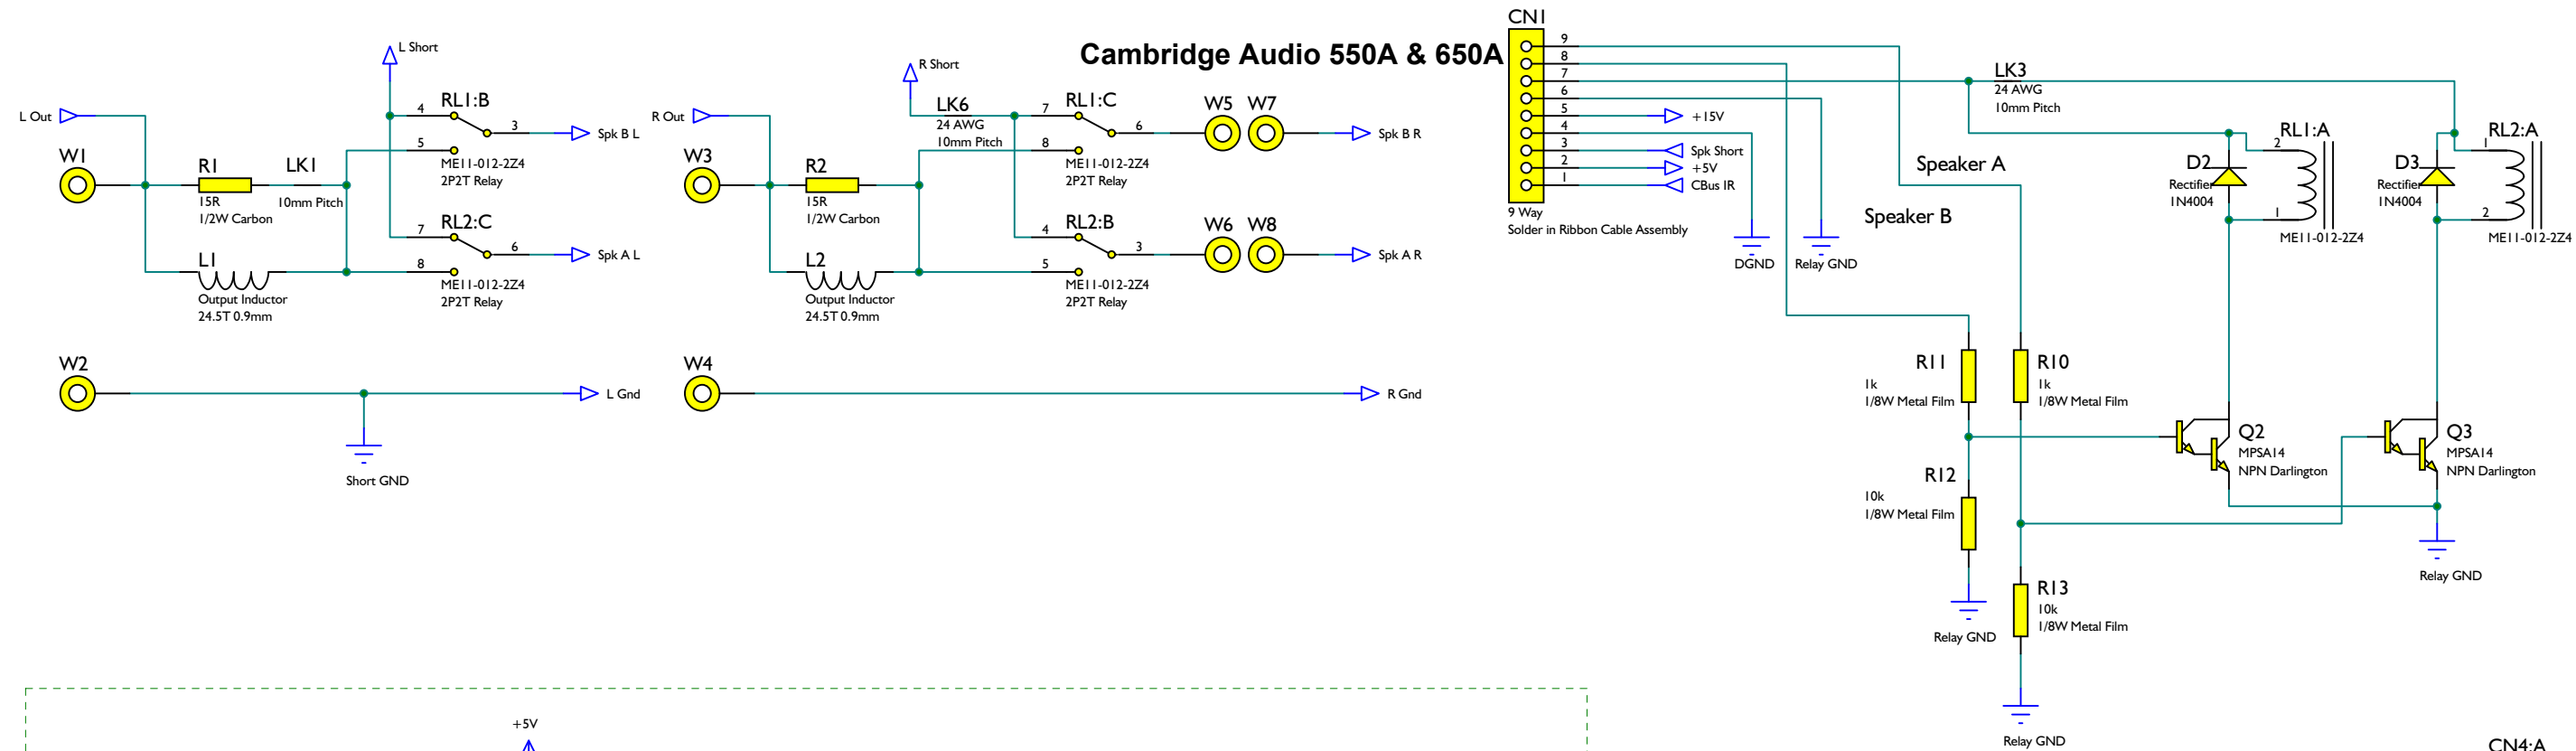 Cambridge Audio 550A & 650A
L Out
W1
R1
15R
1/2W Carbon
LK1
10mm Pitch
L1
Output Inductor
24.5T 0.9mm
L Short
4
5
RL1:B
3
Spk B L
ME11-012-2Z4
2P2T Relay
7
8
RL2:C
6
Spk A L
ME11-012-2Z4
2P2T Relay
W2
L Gnd
Short GND
R Out
W3
R2
15R
1/2W Carbon
L2
Output Inductor
24.5T 0.9mm
R Short
LK6
24 AWG
10mm Pitch
7
8
RL1:C
6
ME11-012-2Z4
2P2T Relay
W5
W7
Spk B R
4
5
RL2:B
3
ME11-012-2Z4
2P2T Relay
W6
W8
Spk A R
W4
R Gnd
CN1
9
8
7
6
5
4
3
2
1
+15V
Spk Short
+5V
CBus IR
9 Way
Solder in Ribbon Cable Assembly
DGND
Relay GND
Speaker A
Speaker B
LK3
24 AWG
10mm Pitch
D2
Rectifier
1N4004
RL1:A
2
1
ME11-012-2Z4
D3
Rectifier
1N4004
RL2:A
1
2
ME11-012-2Z4
R11
1k
1/8W Metal Film
R10
1k
1/8W Metal Film
R12
10k
1/8W Metal Film
Relay GND
R13
10k
1/8W Metal Film
Relay GND
Q2
MPSA14
NPN Darlington
Q3
MPSA14
NPN Darlington
Relay GND
+5V
CN4:A